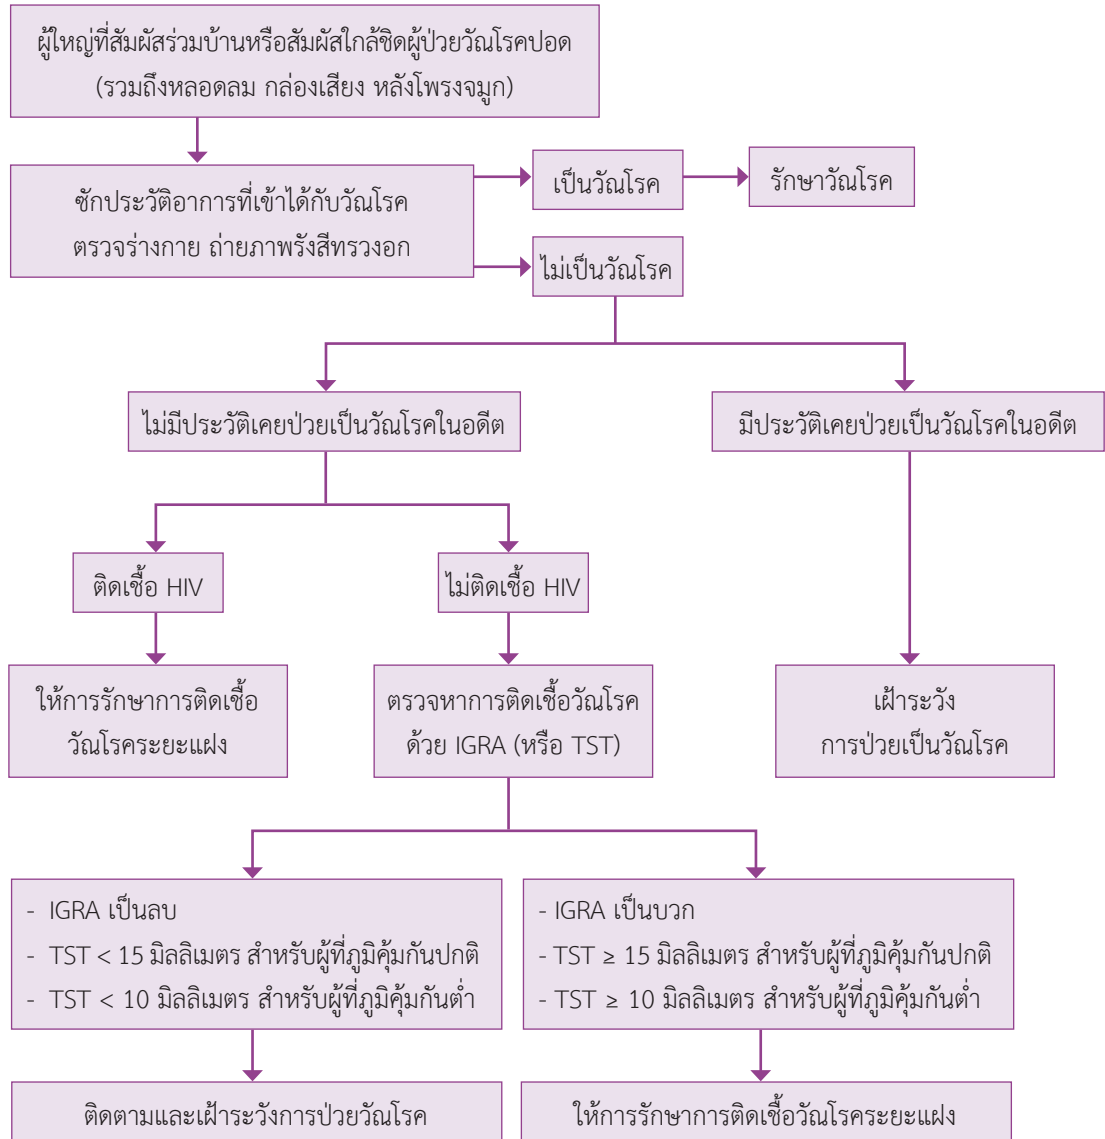 ผู้ใหญ่ที่สัมผัสร่วมบ้านหรือสัมผัสใกล้ชิดผู้ป่วยวัณโรคปอด
(รวมถึงหลอดลม กล่องเสียง หลังโพรงจมูก)
ซักประวัติอาการที่เข้าได้กับวัณโรค
ตรวจร่างกาย ถ่ายภาพรังสีทรวงอก
เป็นวัณโรค
รักษาวัณโรค
ไม่เป็นวัณโรค
ไม่มีประวัติเคยป่วยเป็นวัณโรคในอดีต
มีประวัติเคยป่วยเป็นวัณโรคในอดีต
ติดเชื้อ HIV
ไม่ติดเชื้อ HIV
ให้การรักษาการติดเชื้อ
วัณโรคระยะแฝง
ตรวจหาการติดเชื้อวัณโรค
ด้วย IGRA (หรือ TST)
เฝ้าระวัง
การป่วยเป็นวัณโรค
- IGRA เป็นลบ
- TST < 15 มิลลิเมตร สำหรับผู้ที่ภูมิคุ้มกันปกติ
- TST < 10 มิลลิเมตร สำหรับผู้ที่ภูมิคุ้มกันต่ำ
- IGRA เป็นบวก
- TST ≥ 15 มิลลิเมตร สำหรับผู้ที่ภูมิคุ้มกันปกติ
- TST ≥ 10 มิลลิเมตร สำหรับผู้ที่ภูมิคุ้มกันต่ำ
ติดตามและเฝ้าระวังการป่วยวัณโรค
ให้การรักษาการติดเชื้อวัณโรคระยะแฝง